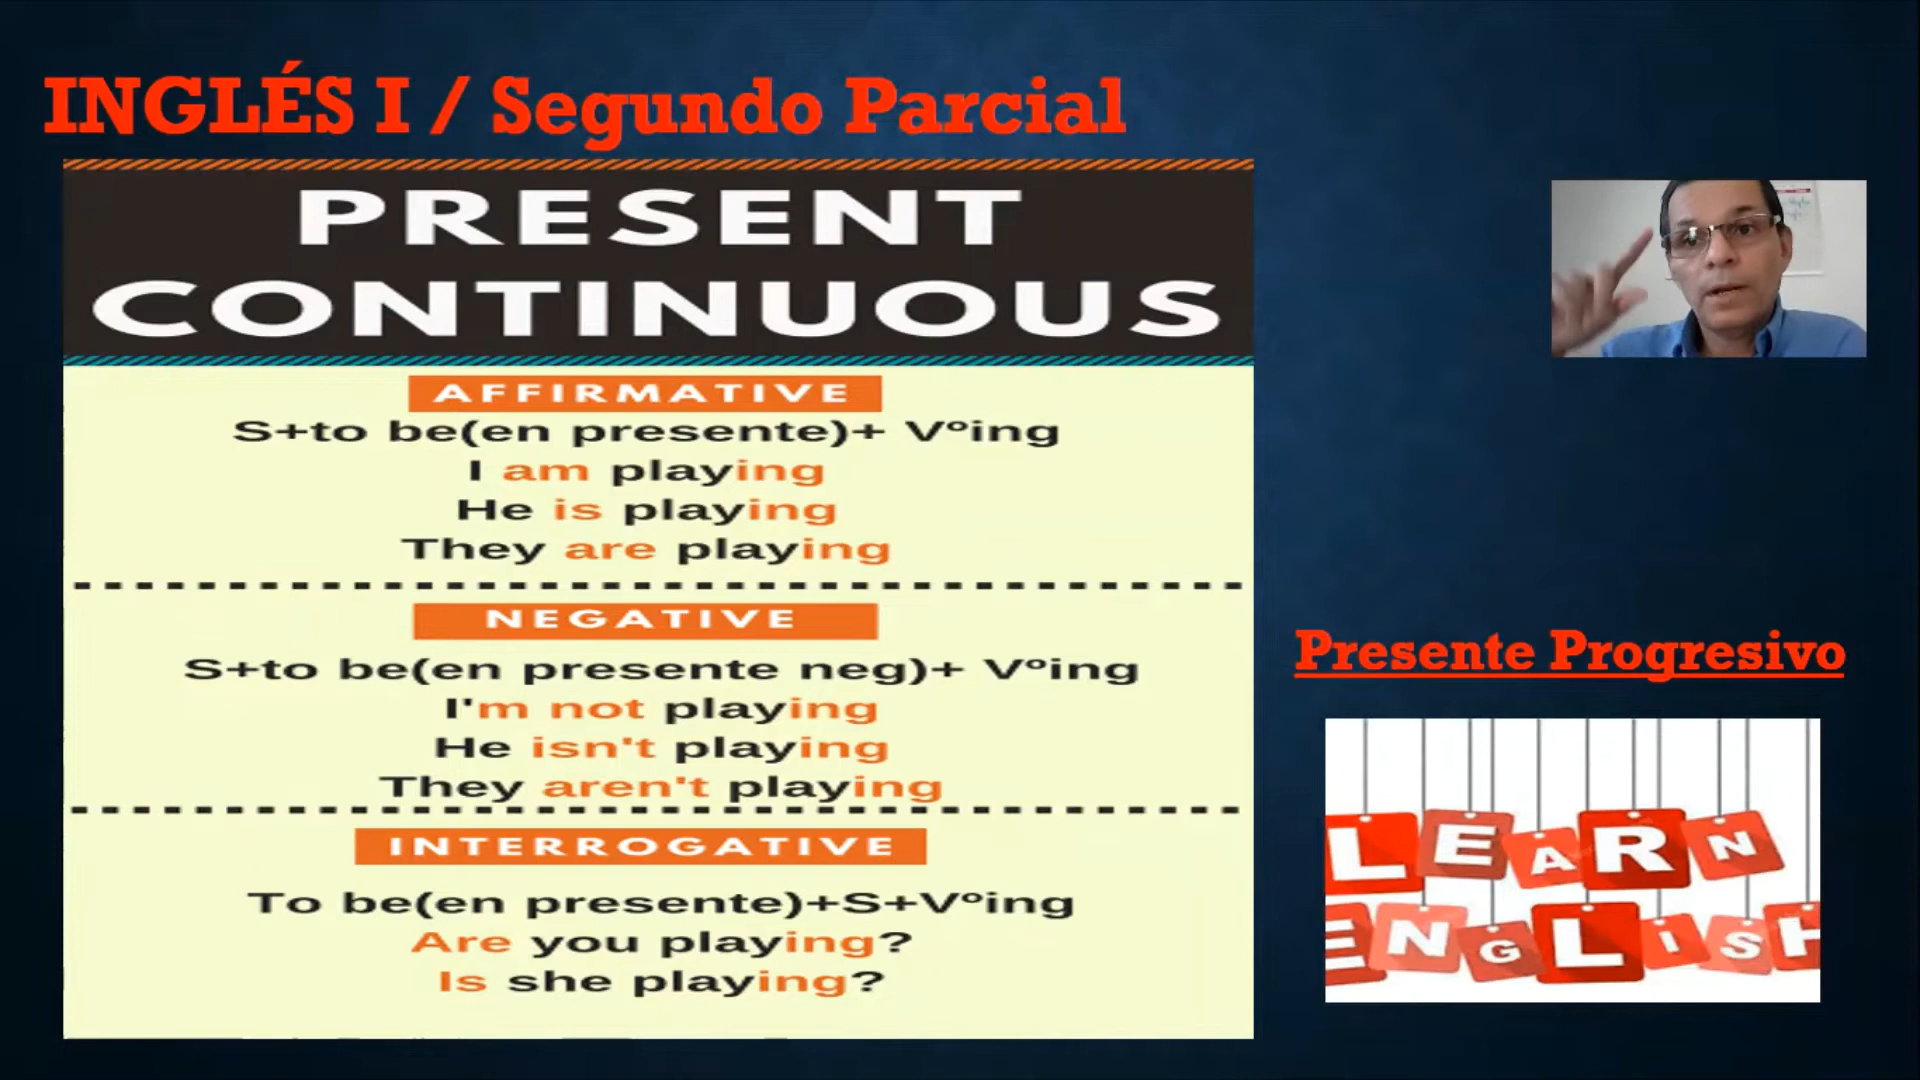 INGLÉS I / Segundo Parcial
PRESENT
CONTINUOUS
AFFIRMATIVE
S+to be(en presente)+ Vºing
I am playing
He is playing
They are playing
NEGATIVE
S+to be(en presente neg)+ Vºing
I'm not playing
He isn't playing
They aren't playing
INTERROGATIVE
To be(en presente)+S+Vºing
Are you playing?
Is she playing?
Presente Progresivo
LEARN
ENGLiSH